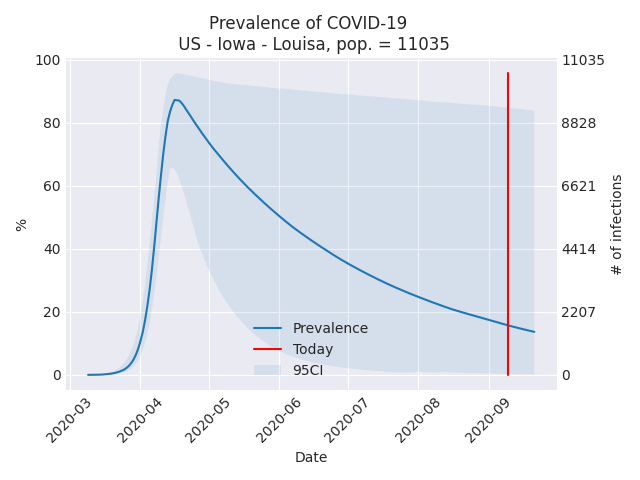 Prevalence of COVID-19
US - Iowa - Louisa, pop. = 11035
100
80
60
40
20
0
%
11035
8828
6621
4414
2207
0
# of infections
Prevalence
Today
95CI
2020-03
2020-04
2020-05
2020-06
2020-07
2020-08
2020-09
Date